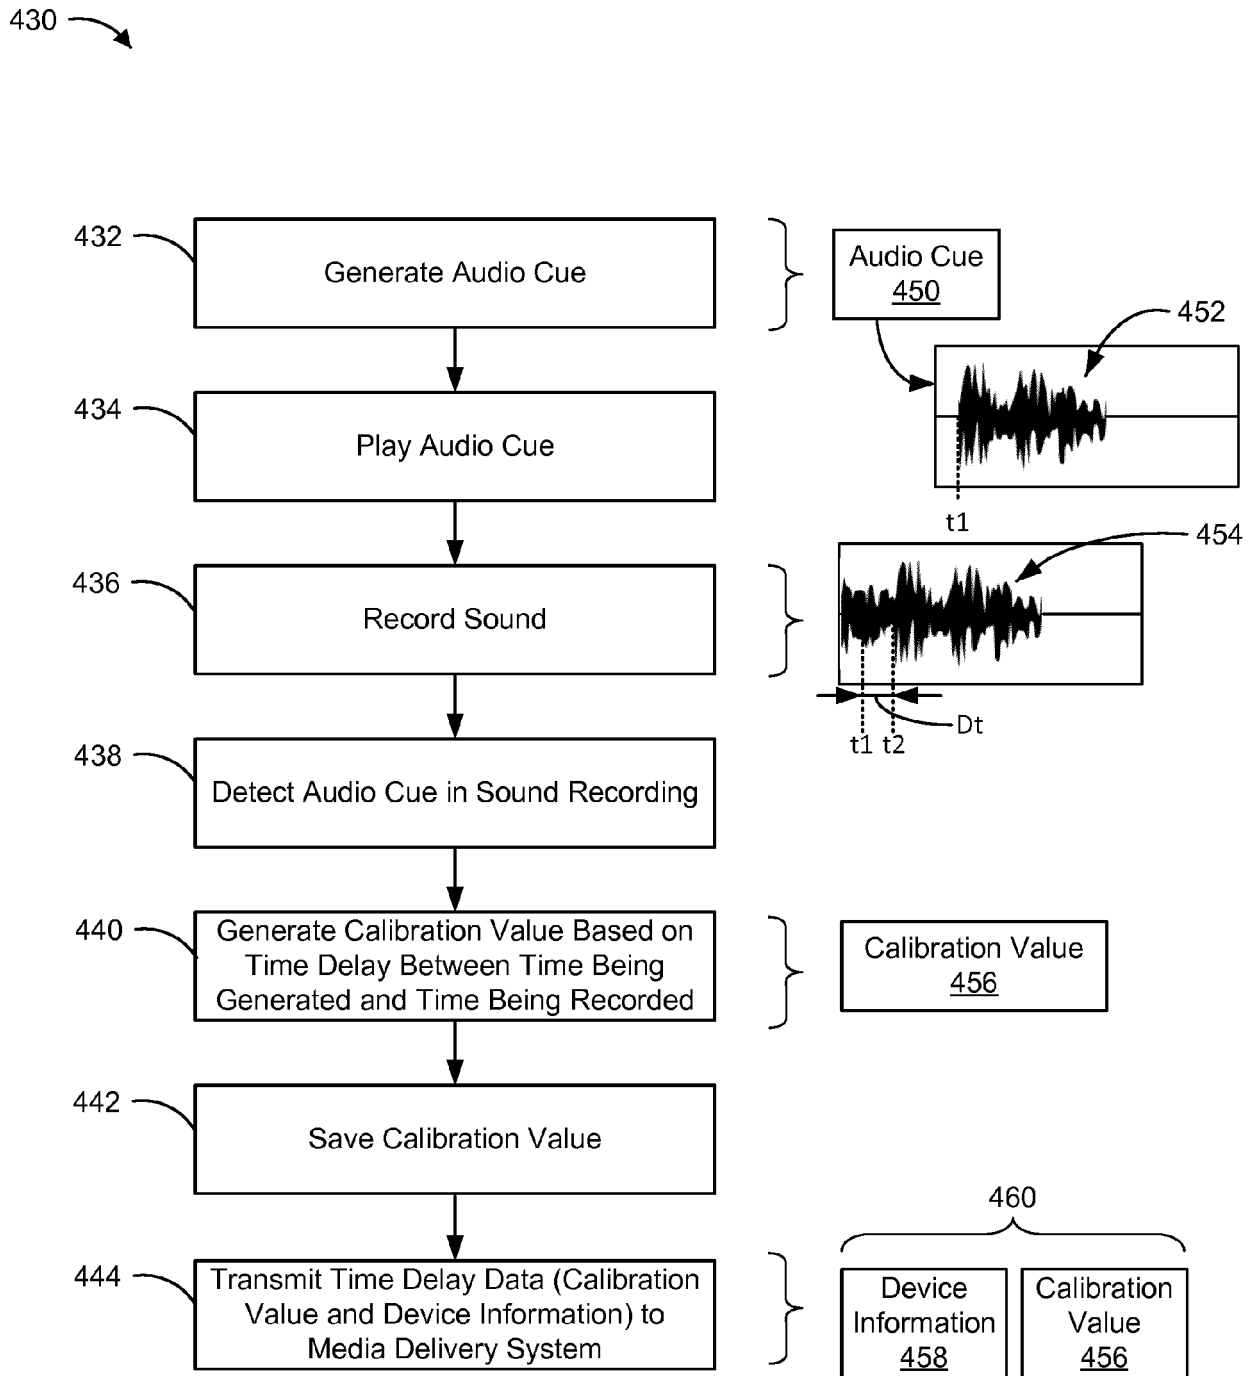 430
432
Generate Audio Cue
Audio Cue
450
452
434
Play Audio Cue
t1
454
436
Record Sound
Dt
t1 t2
438
Detect Audio Cue in Sound Recording
440
Generate Calibration Value Based on
Time Delay Between Time Being
Generated and Time Being Recorded
Calibration Value
456
442
Save Calibration Value
460
444
Transmit Time Delay Data (Calibration
Value and Device Information) to
Media Delivery System
Device
Information
458
Calibration
Value
456